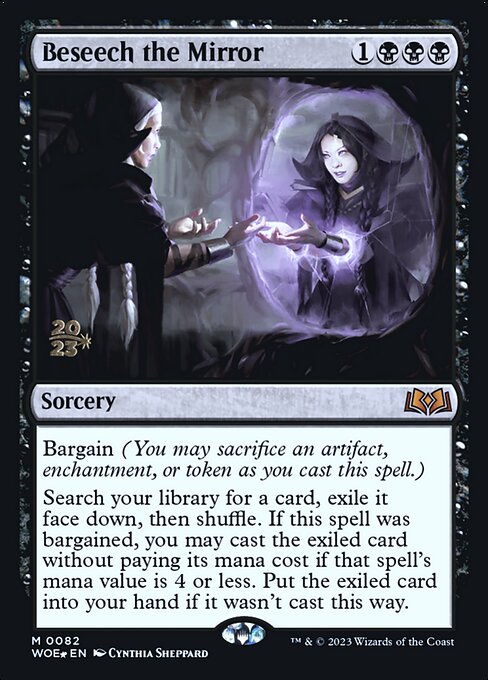 Beseech the Mirror 1
20
23
Sorcery
Bargain (You may sacrifice an artifact,
enchantment, or token as you cast this spell.)
Search your library for a card, exile it
face down, then shuffle. If this spell was
bargained, you may cast the exiled card
without paying its mana cost if that spell's
mana value is 4 or less. Put the exiled card
into your hand if it wasn't cast this way.
M 0082
WOE★EN Cynthia Sheppard
™ & © 2023 Wizards of the Coast